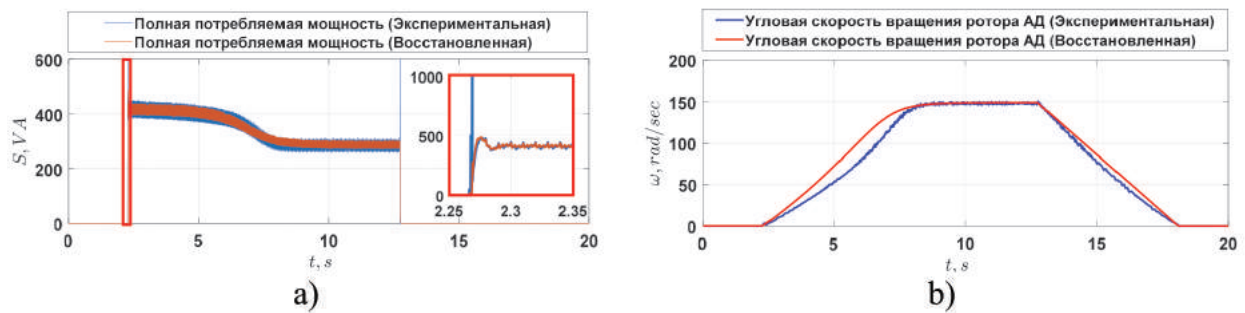 Полная потребляемая мощность (Экспериментальная)
Полная потребляемая мощность (Восстановленная)
600
400
200
0
S, VA
1000
500
0
2.25 2.3 2.35
0 5 10 15 20
t, s
a)
Угловая скорость вращения ротора АД (Экспериментальная)
Угловая скорость вращения ротора АД (Восстановленная)
200
150
100
50
0
ω, rad/sec
0 5 10 15 20
t, s
b)